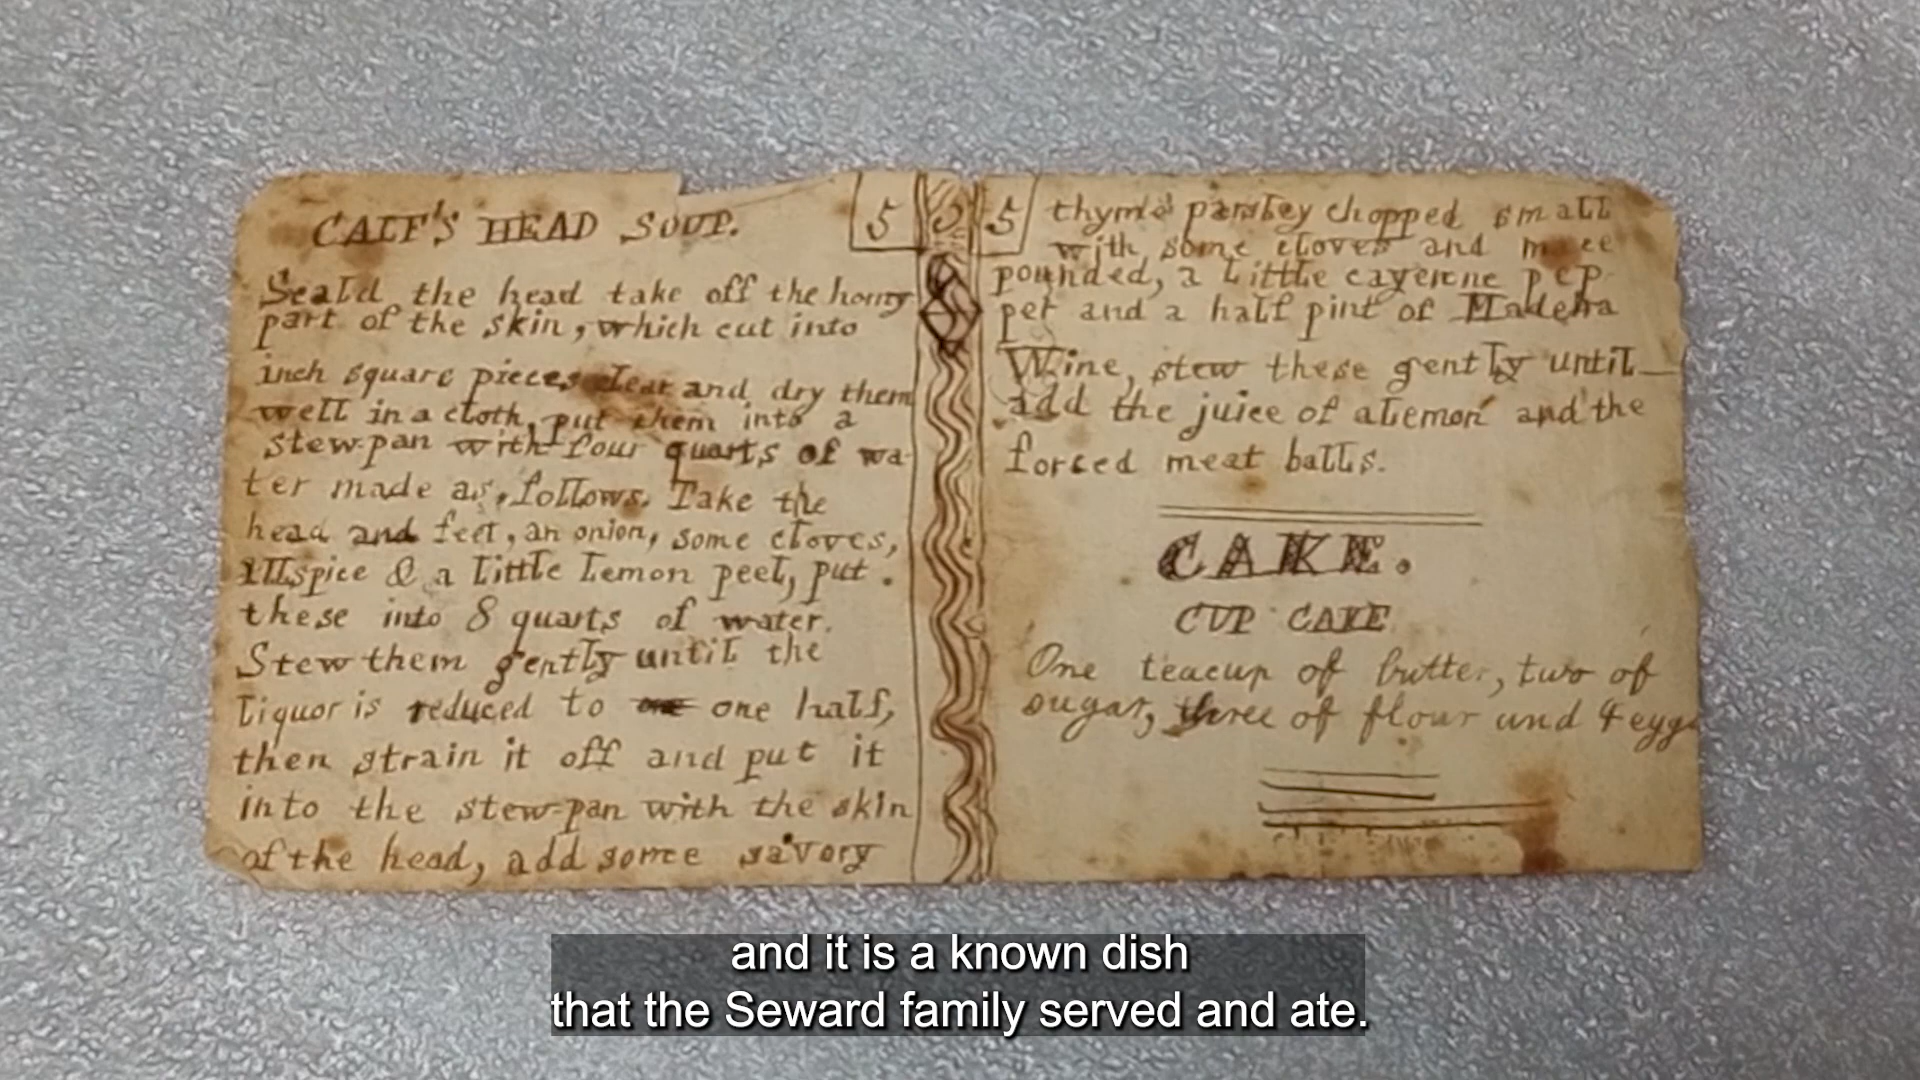 CALF'S HEAD SOUP.
5
Scald the head take off the horny
part of the skin, which cut into
inch square pieces clear and dry them
well in a cloth, put them into a
stew-pan with four quarts of wa-
ter made as follows. Take the
head and feet, an onion, some cloves,
allspice & a little lemon peel, put
these into 8 quarts of water.
Stew them gently until the
liquor is reduced to one half,
then strain it off and put it
into the stew-pan with the skin
of the head, add some savory
5
thyme parsley chopped small
with some cloves and mace
pounded, a little cayenne pep-
per and a half pint of Madeira
Wine, stew these gently until
add the juice of a lemon and the
forced meat balls.
CAKE.
CUP CAKE
One teacup of butter, two of
sugar, three of flour and 4 eggs
and it is a known dish
that the Seward family served and ate.